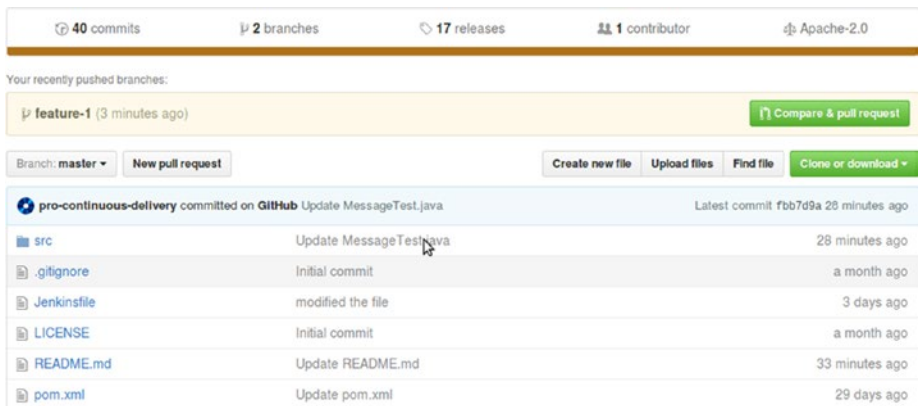 40 commits 2 branches 17 releases 1 contributor Apache-2.0
Your recently pushed branches:
feature-1 (3 minutes ago) Compare & pull request
Branch: master New pull request Create new file Upload files Find file Clone or download
pro-continuous-delivery committed on GitHub Update MessageTest.java Latest commit fbb7d9a 28 minutes ago
src Update MessageTest.java 28 minutes ago
.gitignore Initial commit a month ago
Jenkinsfile modified the file 3 days ago
LICENSE Initial commit a month ago
README.md Update README.md 33 minutes ago
pom.xml Update pom.xml 29 days ago